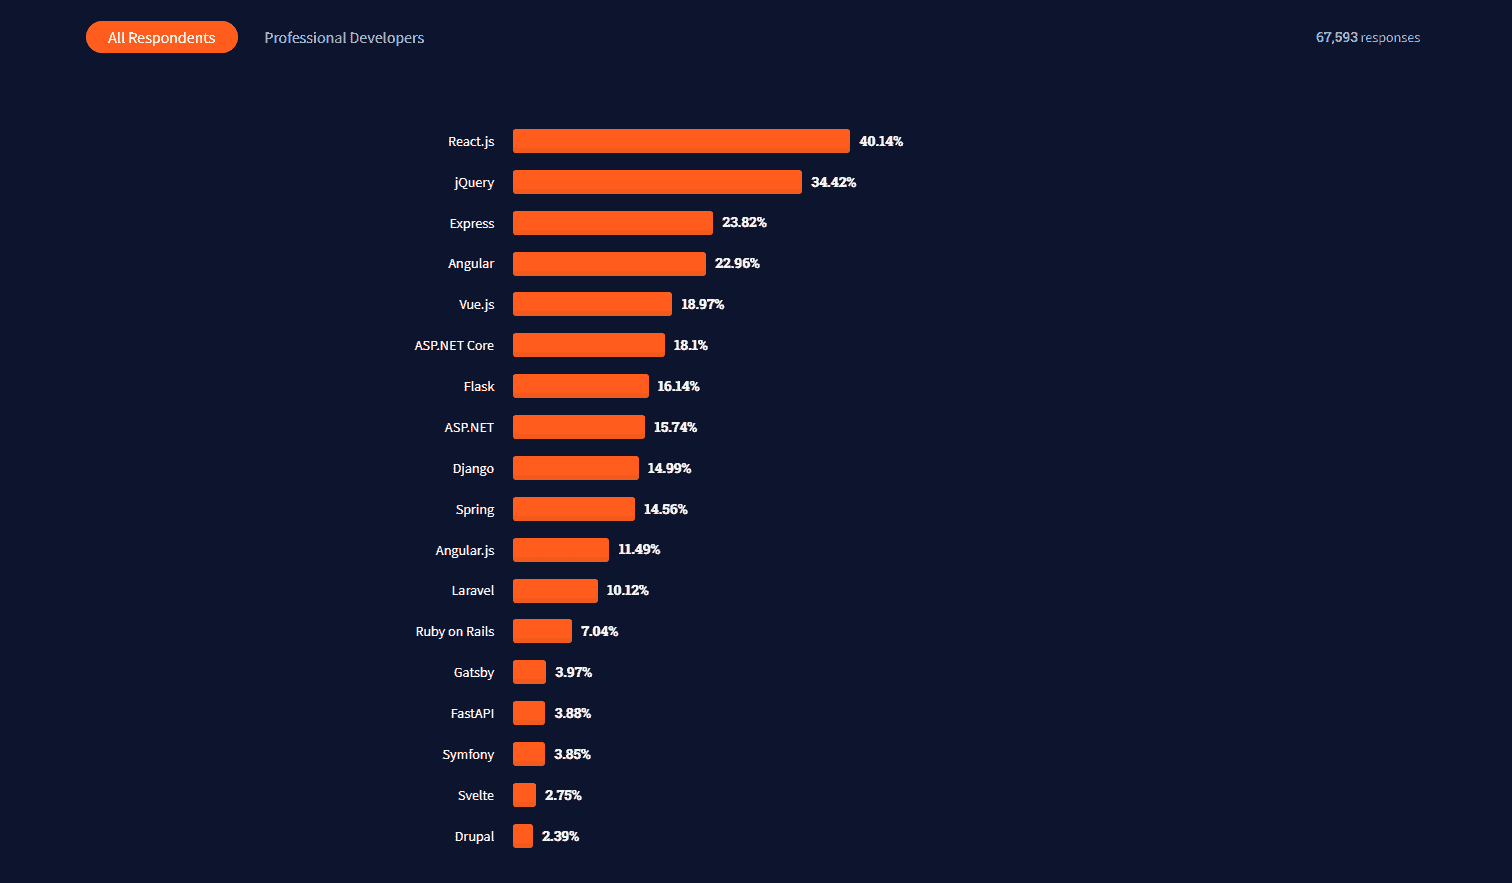 All Respondents Professional Developers 67,593 responses
React.js 40.14%
jQuery 34.42%
Express 23.82%
Angular 22.96%
Vue.js 18.97%
ASP.NET Core 18.1%
Flask 16.14%
ASP.NET 15.74%
Django 14.99%
Spring 14.56%
Angular.js 11.49%
Laravel 10.12%
Ruby on Rails 7.04%
Gatsby 3.97%
FastAPI 3.88%
Symfony 3.85%
Svelte 2.75%
Drupal 2.39%